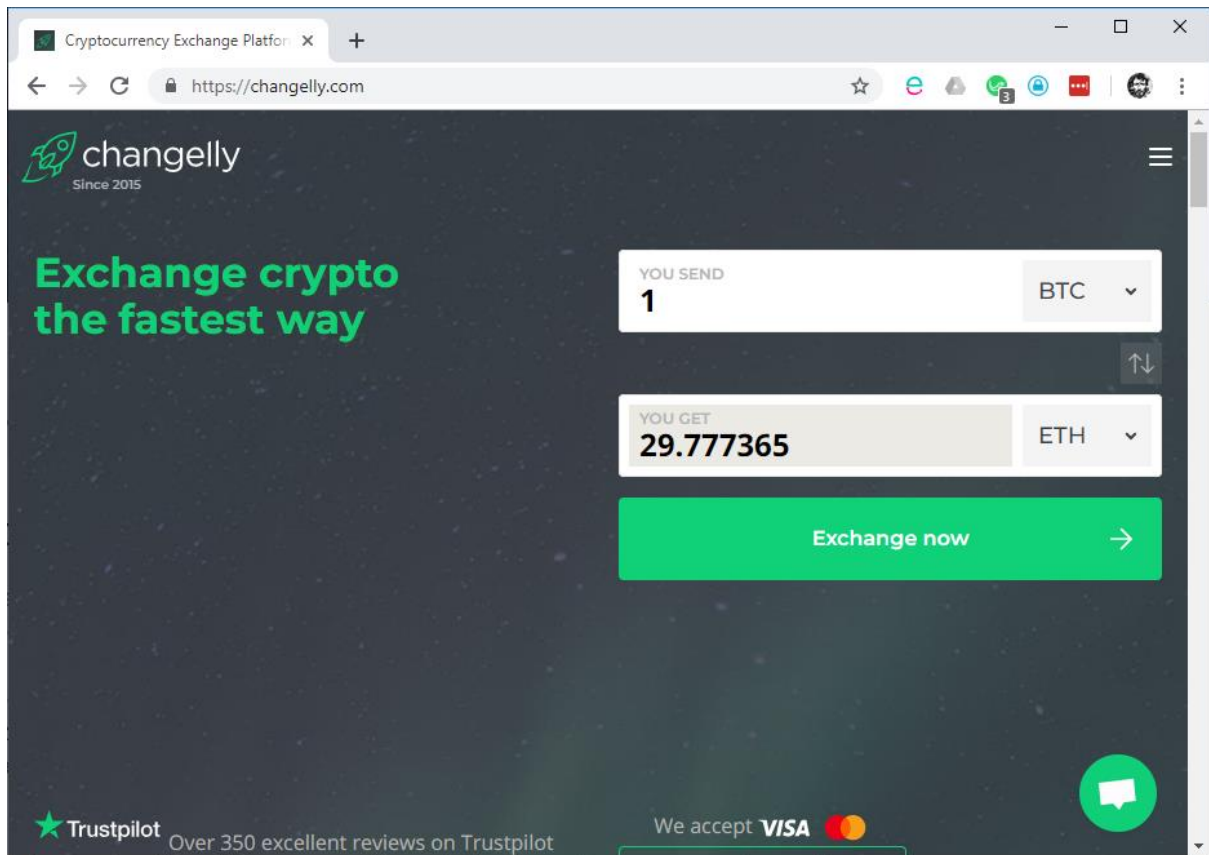 Cryptocurrency Exchange Platfor
https://changelly.com
3
changelly
Since 2015
Exchange crypto
the fastest way
YOU SEND
1
BTC
YOU GET
29.777365
ETH
Exchange now
Trustpilot
Over 350 excellent reviews on Trustpilot
We accept VISA